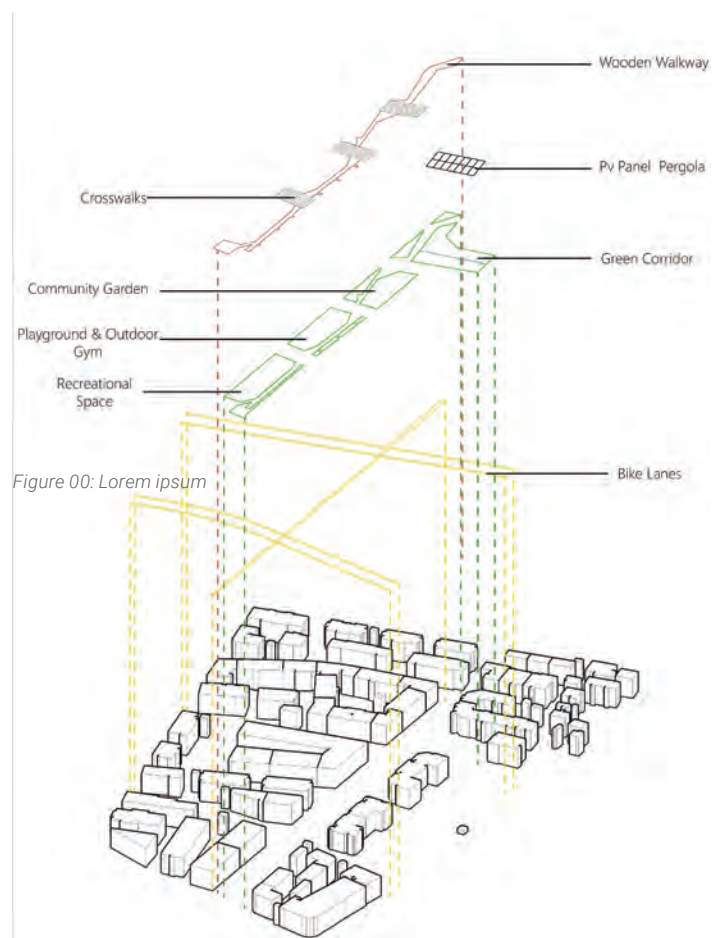 Wooden Walkway
Pv Panel Pergola
Crosswalks
Green Corridor
Community Garden
Playground & Outdoor
Gym
Recreational
Space
Bike Lanes
Figure 00: Lorem ipsum